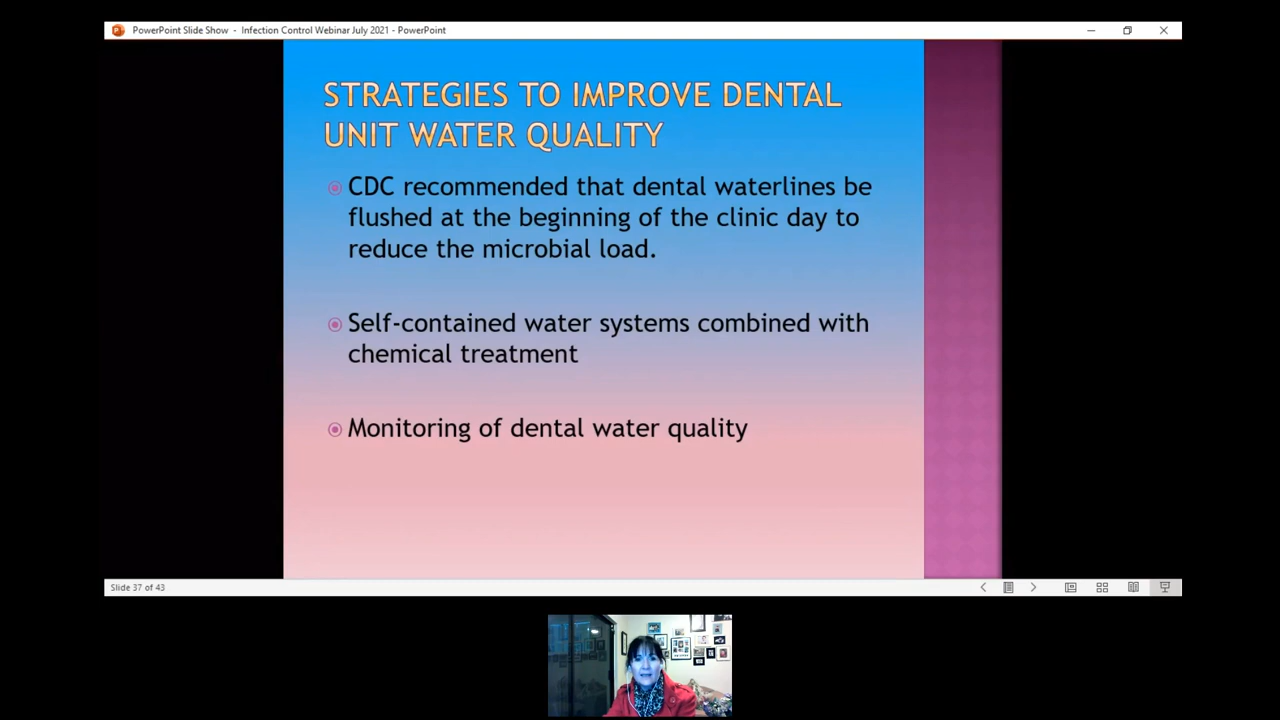 PowerPoint Slide Show - Infection Control Webinar July 2021 - PowerPoint
STRATEGIES TO IMPROVE DENTAL
UNIT WATER QUALITY
CDC recommended that dental waterlines be
flushed at the beginning of the clinic day to
reduce the microbial load.
Self-contained water systems combined with
chemical treatment
Monitoring of dental water quality
Slide 37 of 43